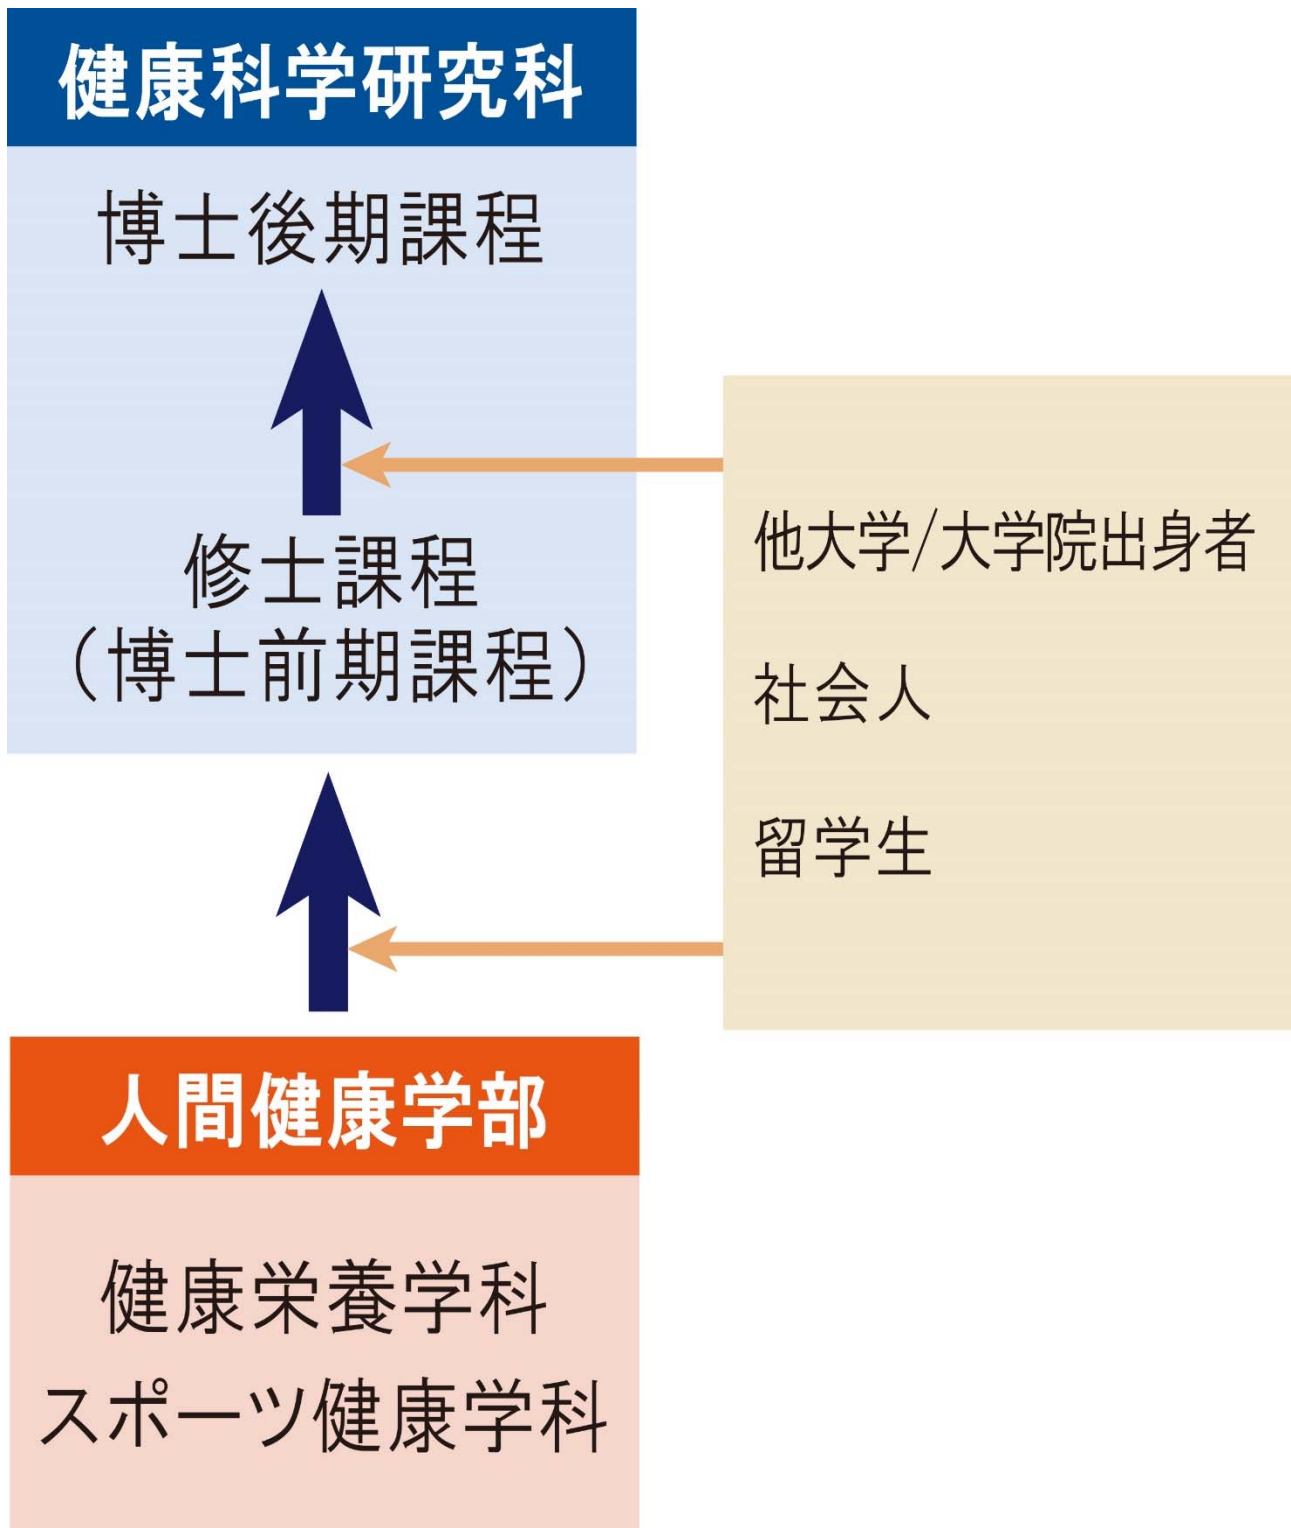 健康科学研究科
博士後期課程
修士課程
（博士前期課程）
他大学/大学院出身者
社会人
留学生
人間健康学部
健康栄養学科
スポーツ健康学科